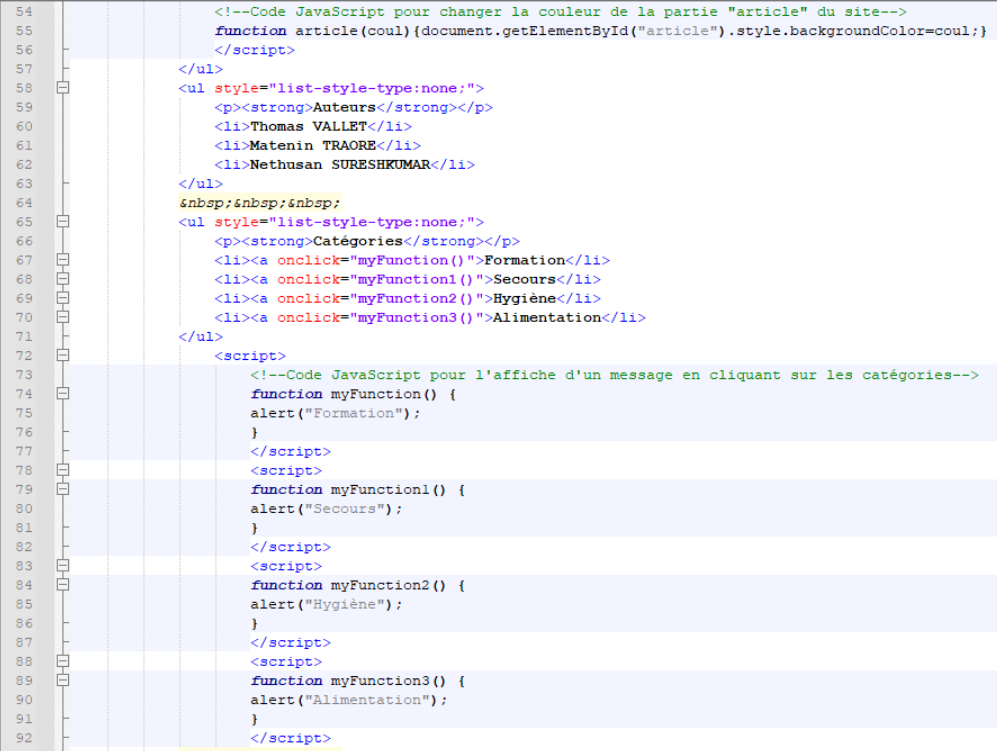 54 <!--Code JavaScript pour changer la couleur de la partie "article" du site-->
55 function article(coul){document.getElementById("article").style.backgroundColor=coul;}
56 </script>
57 </ul>
58 <ul style="list-style-type:none;">
59 <p><strong>Auteurs</strong></p>
60 <li>Thomas VALLET</li>
61 <li>Matenin TRAORE</li>
62 <li>Nethusan SURESHKUMAR</li>
63 </ul>
64 &nbsp;&nbsp;&nbsp;
65 <ul style="list-style-type:none;">
66 <p><strong>Catégories</strong></p>
67 <li><a onclick="myFunction()">Formation</li>
68 <li><a onclick="myFunction1()">Secours</li>
69 <li><a onclick="myFunction2()">Hygiène</li>
70 <li><a onclick="myFunction3()">Alimentation</li>
71 </ul>
72 <script>
73 <!--Code JavaScript pour l'affiche d'un message en cliquant sur les catégories-->
74 function myFunction() {
75 alert("Formation");
76 }
77 </script>
78 <script>
79 function myFunction1() {
80 alert("Secours");
81 }
82 </script>
83 <script>
84 function myFunction2() {
85 alert("Hygiène");
86 }
87 </script>
88 <script>
89 function myFunction3() {
90 alert("Alimentation");
91 }
92 </script>